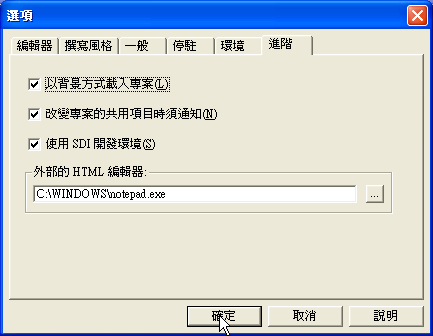 選項
編輯器 撰寫風格 一般 停駐 環境 進階
以背景方式載入專案(L)
改變專案的共用項目時須通知(N)
使用 SDI 開發環境(S)
外部的 HTML 編輯器:
C:\WINDOWS\notepad.exe ...
確定 取消 說明